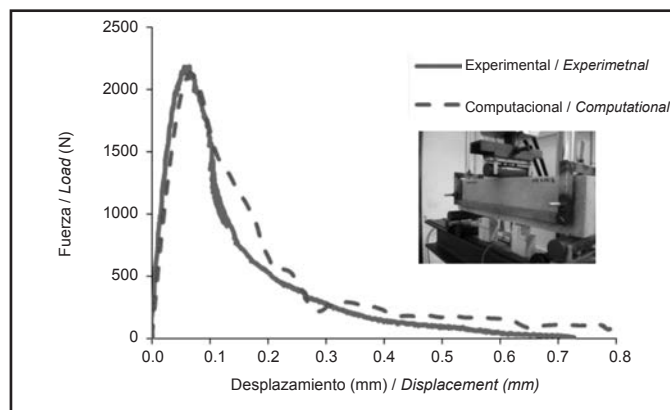 2500
2000
1500
1000
500
0
Fuerza / Load (N)
0.0 0.1 0.2 0.3 0.4 0.5 0.6 0.7 0.8
Desplazamiento (mm) / Displacement (mm)
Experimental / Experimetnal
Computacional / Computational